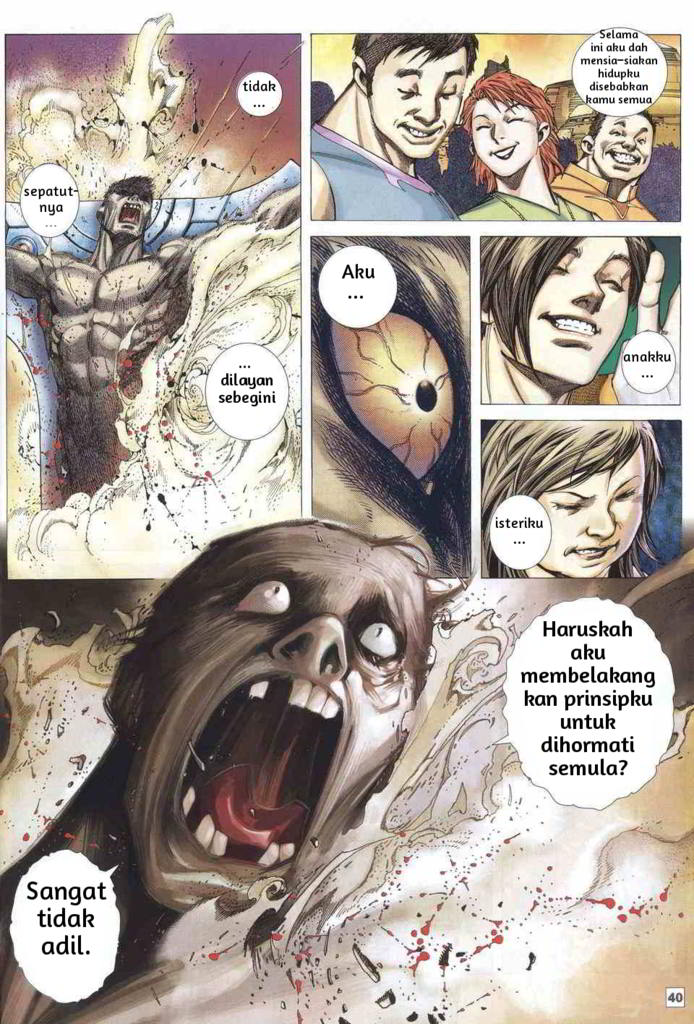 Selama
ini aku dah
mensia-siakan
hidupku
disebabkan
kamu semua
tidak
...
sepatut-
nya
...
...
dilayan
sebegini
Aku
...
anakku
...
isteriku
...
Haruskah
aku
membelakang
kan prinsipku
untuk
dihormati
semula?
Sangat
tidak
adil.
40